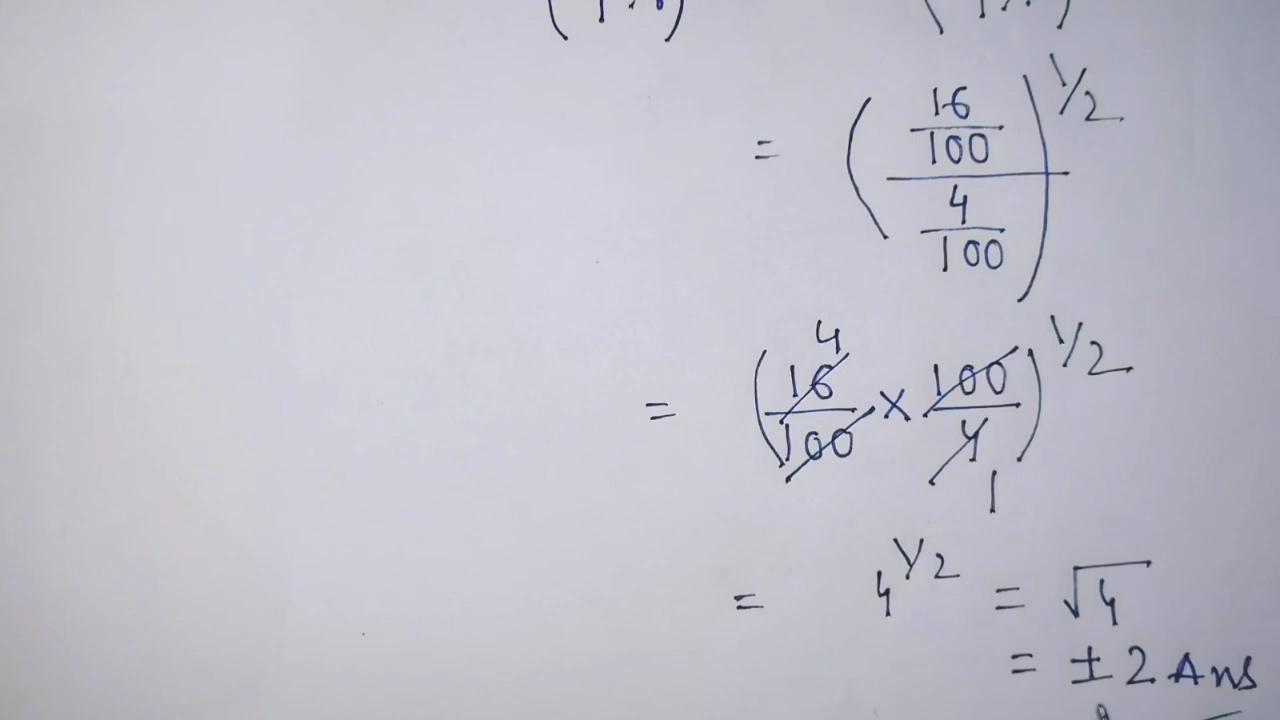 = ((16/100)/(4/100))^1/2
= (16/100 × 100/4)^1/2
4
1
= 4^1/2 = √4
= ±2 Ans